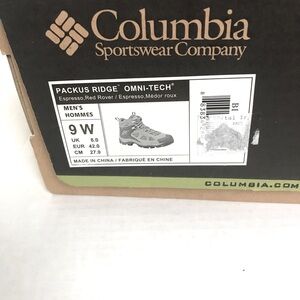 Columbia
Sportswear Company
PACKUS RIDGE™ OMNI-TECH®
Espresso,Red Rover / Espresso,Médor roux
MEN'S
HOMMES
9 W
UK 8.0
EUR 42.0
CM 27.0
MADE IN CHINA / FABRIQUÉ EN CHINE
COLUMBIA.COM